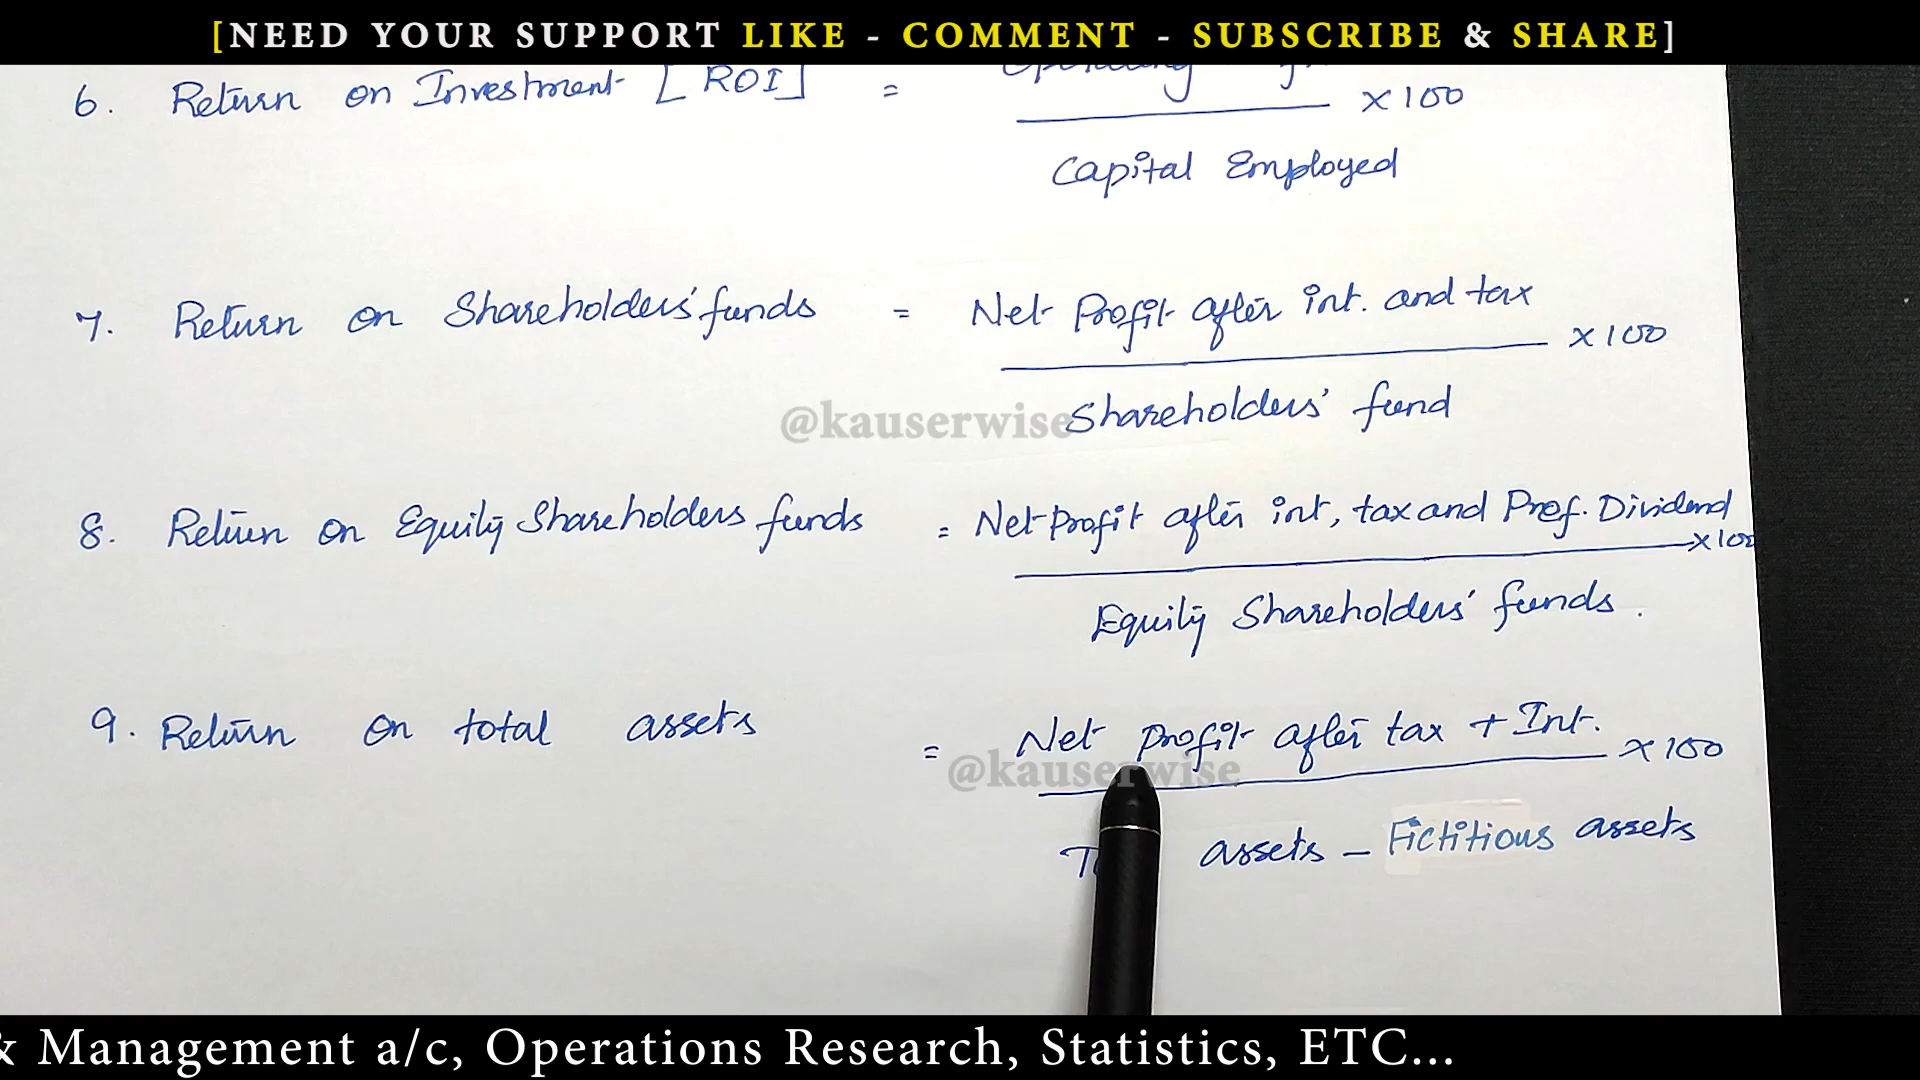 [NEED YOUR SUPPORT LIKE - COMMENT - SUBSCRIBE & SHARE]
6. Return on Investment [ROI] = x 100
Capital Employed
7. Return on Shareholders' funds = Net Profit after int. and tax x 100
Shareholders' fund
@kauserwise
8. Return on Equity Shareholders funds = Net Profit after int, tax and Pref. Dividend x 100
Equity Shareholders' funds.
9. Return on total assets = Net Profit after tax + Int. x 100
@kauserwise
assets - Fictitious assets
& Management a/c, Operations Research, Statistics, ETC...